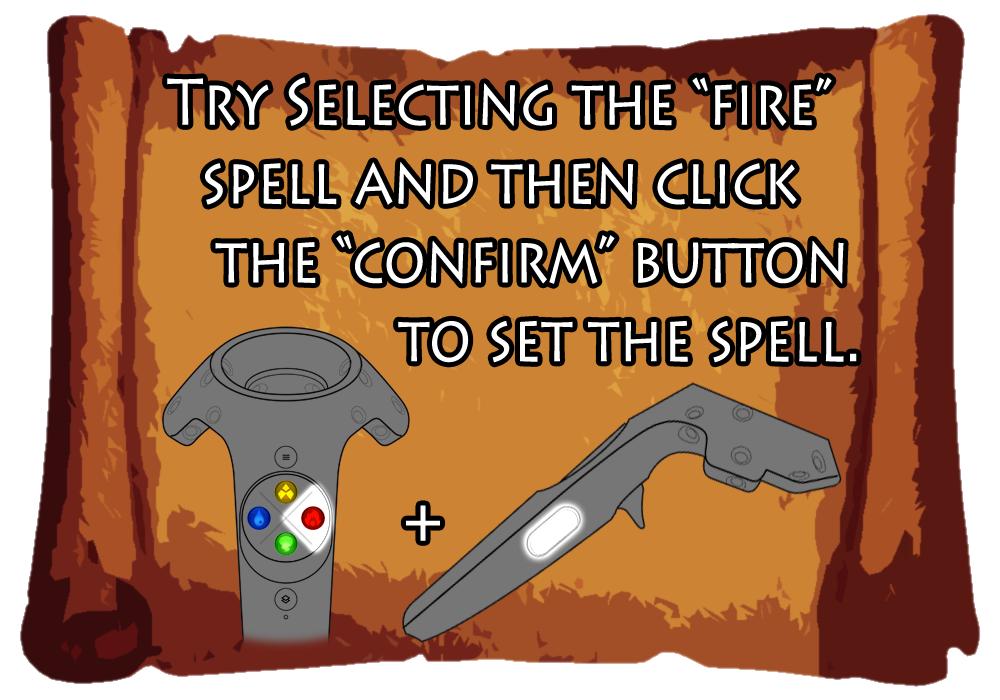 Try Selecting the “fire”
spell and then click
the “confirm” button
to set the spell.
+